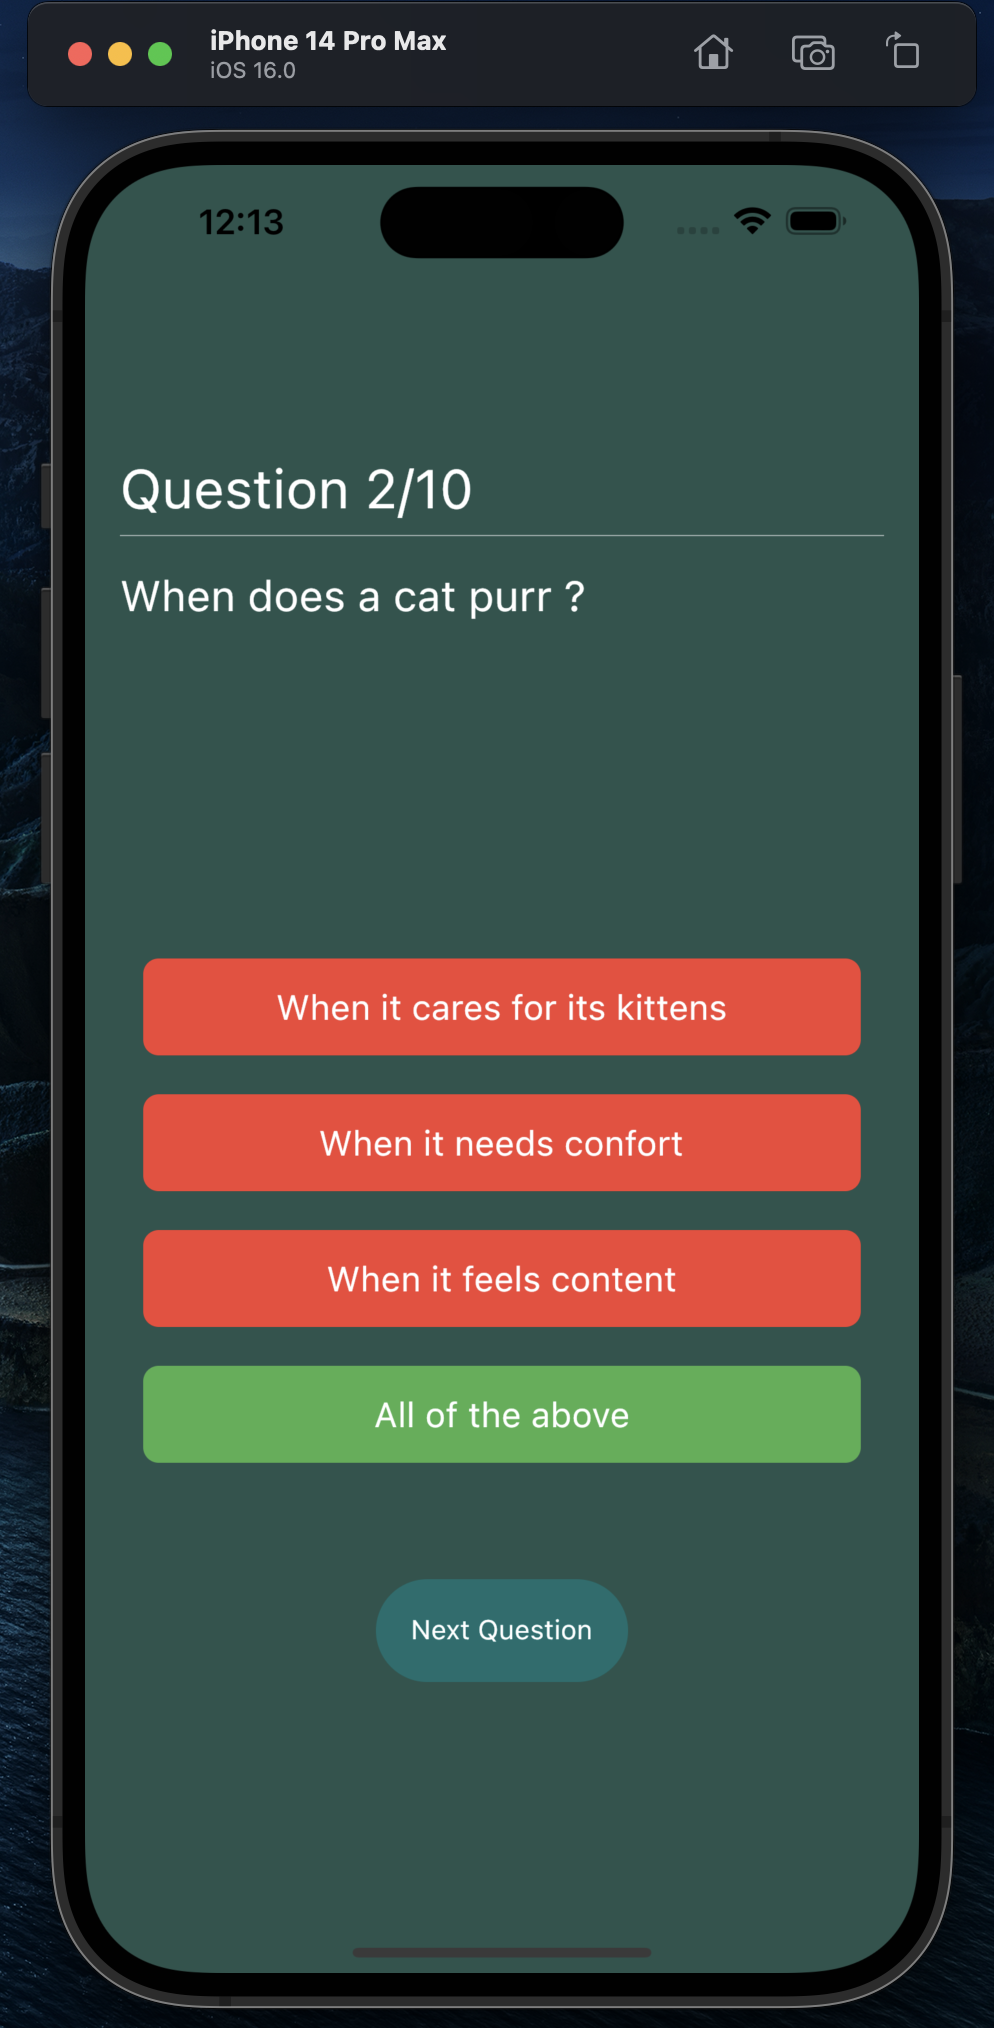 iPhone 14 Pro Max
iOS 16.0
12:13
Question 2/10
When does a cat purr ?
When it cares for its kittens
When it needs confort
When it feels content
All of the above
Next Question